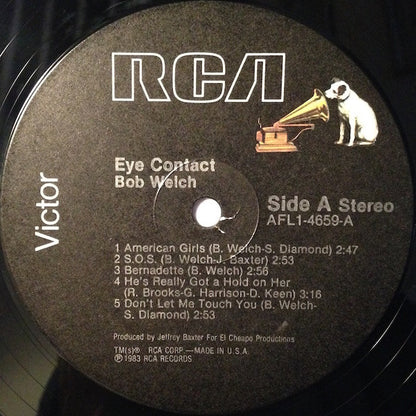 RCA
Victor
Eye Contact
Bob Welch
Side A Stereo
AFL1-4659-A
1 American Girls (B. Welch-S. Diamond) 2:47
2 S.O.S. (B. Welch-J. Baxter) 2:53
3 Bernadette (B. Welch) 2:56
4 He's Really Got a Hold on Her
(R. Brooks-G. Harrison-D. Keen) 3:16
5 Don't Let Me Touch You (B. Welch-
S. Diamond) 2:53
Produced by Jeffrey Baxter For El Cheapo Productions
TM(s)® RCA CORP.—MADE IN U.S.A.
℗1983 RCA RECORDS